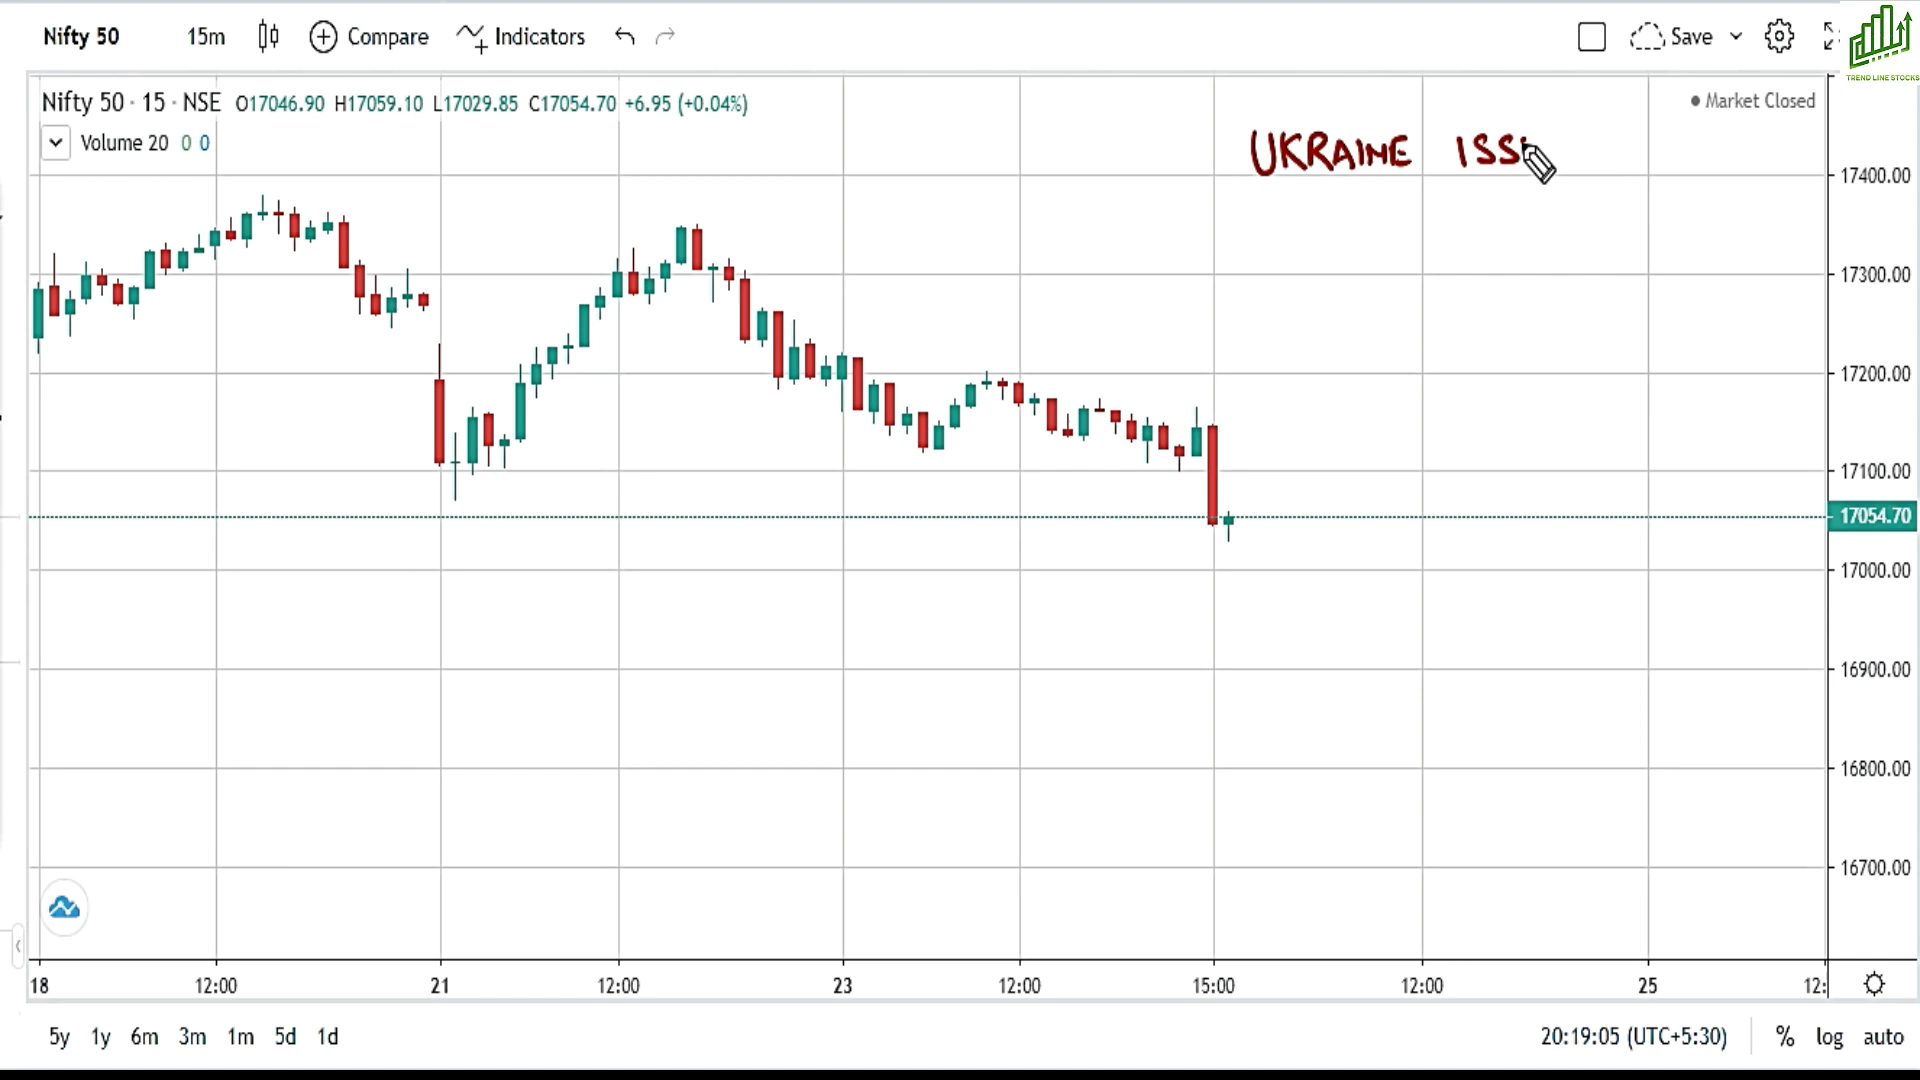 Nifty 50 15m Compare Indicators Save
TREND LINE STOCKS
Nifty 50 · 15 · NSE O17046.90 H17059.10 L17029.85 C17054.70 +6.95 (+0.04%)
Market Closed
Volume 20 0 0
UKRAINE ISS
17400.00
17300.00
17200.00
17100.00
17054.70
17000.00
16900.00
16800.00
16700.00
18 12:00 21 12:00 23 12:00 15:00 12:00 25 12:
5y 1y 6m 3m 1m 5d 1d 20:19:05 (UTC+5:30) % log auto